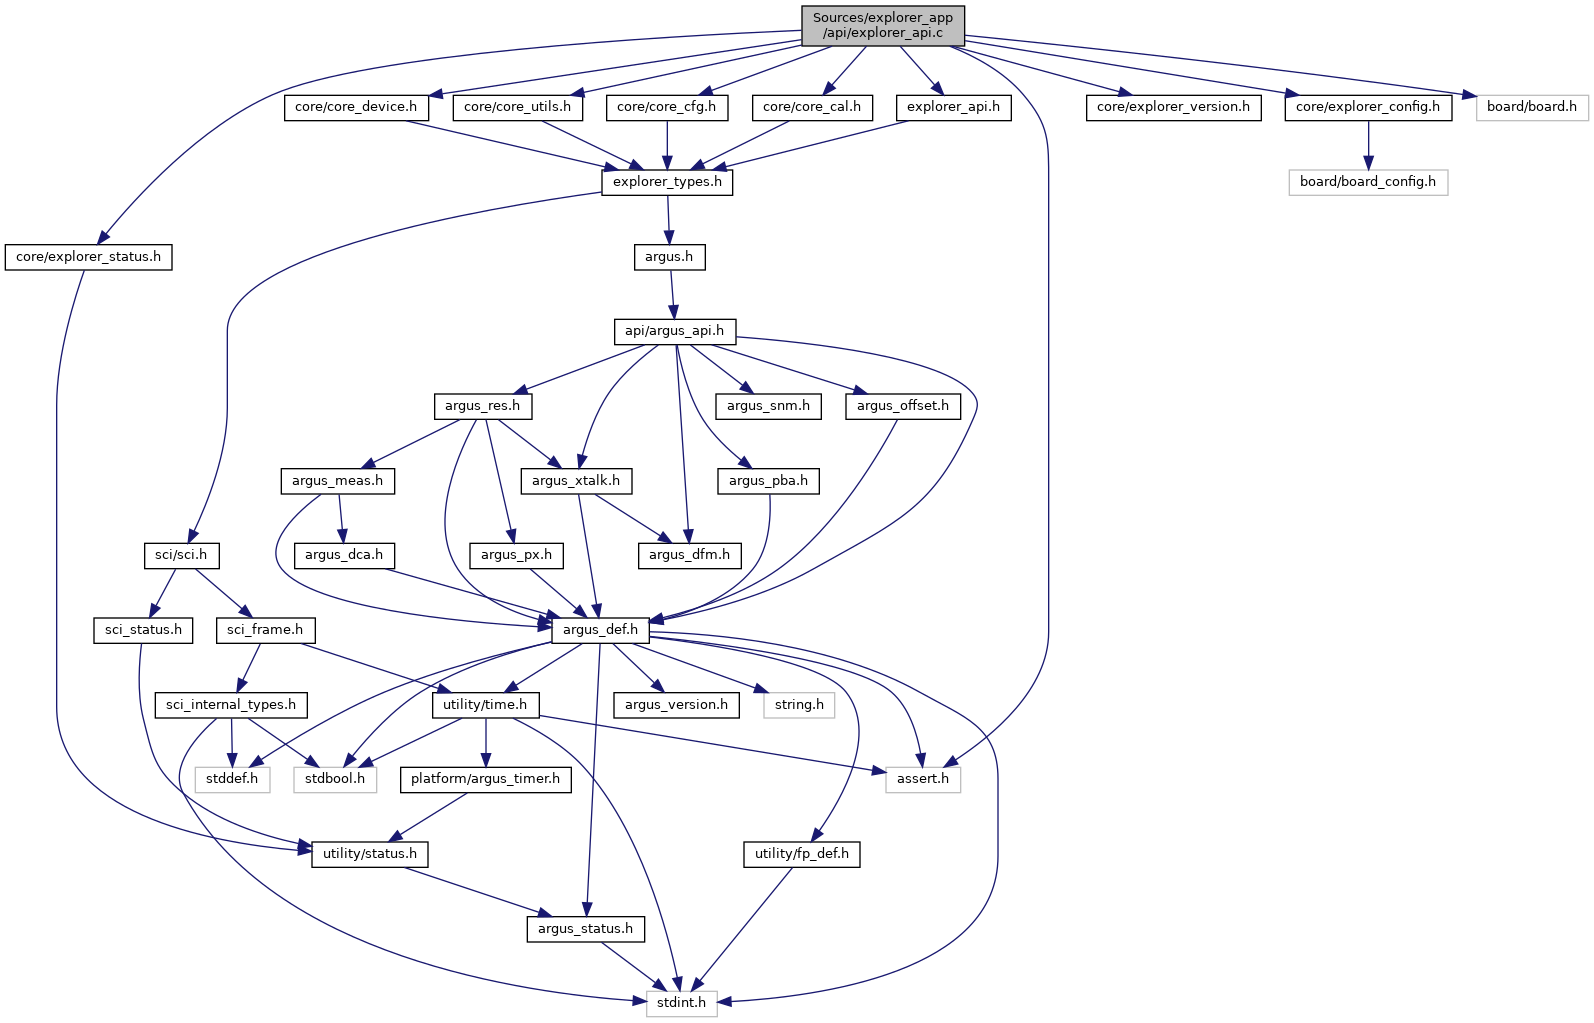 Sources/explorer_app
/api/explorer_api.c
core/core_device.h
core/core_utils.h
core/core_cfg.h
core/core_cal.h
explorer_api.h
core/explorer_version.h
core/explorer_config.h
board/board.h
explorer_types.h
board/board_config.h
core/explorer_status.h
argus.h
api/argus_api.h
argus_res.h
argus_snm.h
argus_offset.h
argus_meas.h
argus_xtalk.h
argus_pba.h
sci/sci.h
argus_dca.h
argus_px.h
argus_dfm.h
sci_status.h
sci_frame.h
argus_def.h
sci_internal_types.h
utility/time.h
argus_version.h
string.h
stddef.h
stdbool.h
platform/argus_timer.h
assert.h
utility/status.h
utility/fp_def.h
argus_status.h
stdint.h